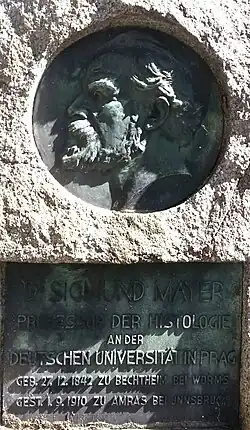 DR SIGMUND MAYER
PROFESSOR DER HISTOLOGIE
AN DER
DEUTSCHEN UNIVERSITÄT IN PRAG
GEB. 27. 12. 1842 ZU BECHTHEIM BEI WORMS
GEST. 1. 9. 1910 ZU AMRAS BEI INNSBRUCK